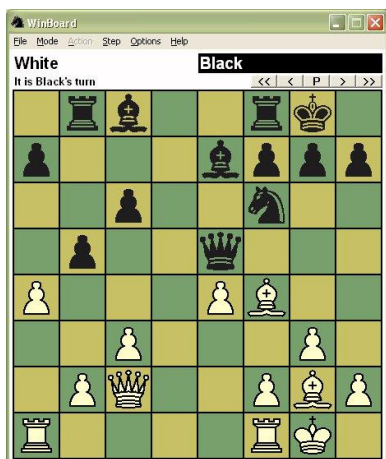 WinBoard
File Mode Action Step Options Help
White Black
It is Black's turn << < P > >>